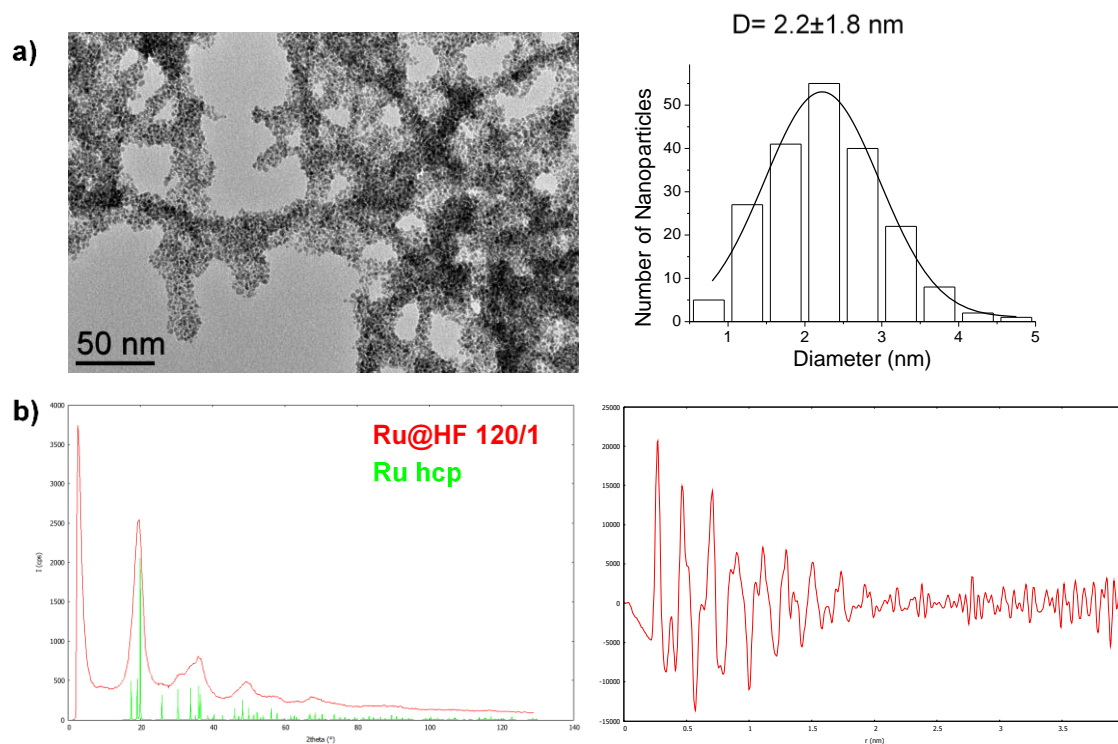 a)
50 nm
D= 2.2±1.8 nm
Number of Nanoparticles
50
40
30
20
10
0
1 2 3 4 5
Diameter (nm)
b)
Ru@HF 120/1
Ru hcp
I (cps)
4000
3500
3000
2500
2000
1500
1000
500
0
0 20 40 60 80 100 120 140
2theta (°)
25000
20000
15000
10000
5000
0
-5000
-10000
-15000
0 0.5 1 1.5 2 2.5 3 3.5
r (nm)